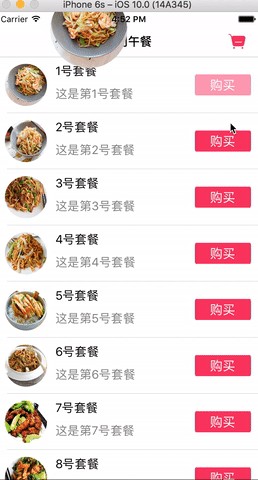 iPhone 6s – iOS 10.0 (14A345)
Carrier 4:52 PM
午餐
1号套餐
这是第1号套餐
购买
2号套餐
这是第2号套餐
购买
3号套餐
这是第3号套餐
购买
4号套餐
这是第4号套餐
购买
5号套餐
这是第5号套餐
购买
6号套餐
这是第6号套餐
购买
7号套餐
这是第7号套餐
购买
8号套餐
购买